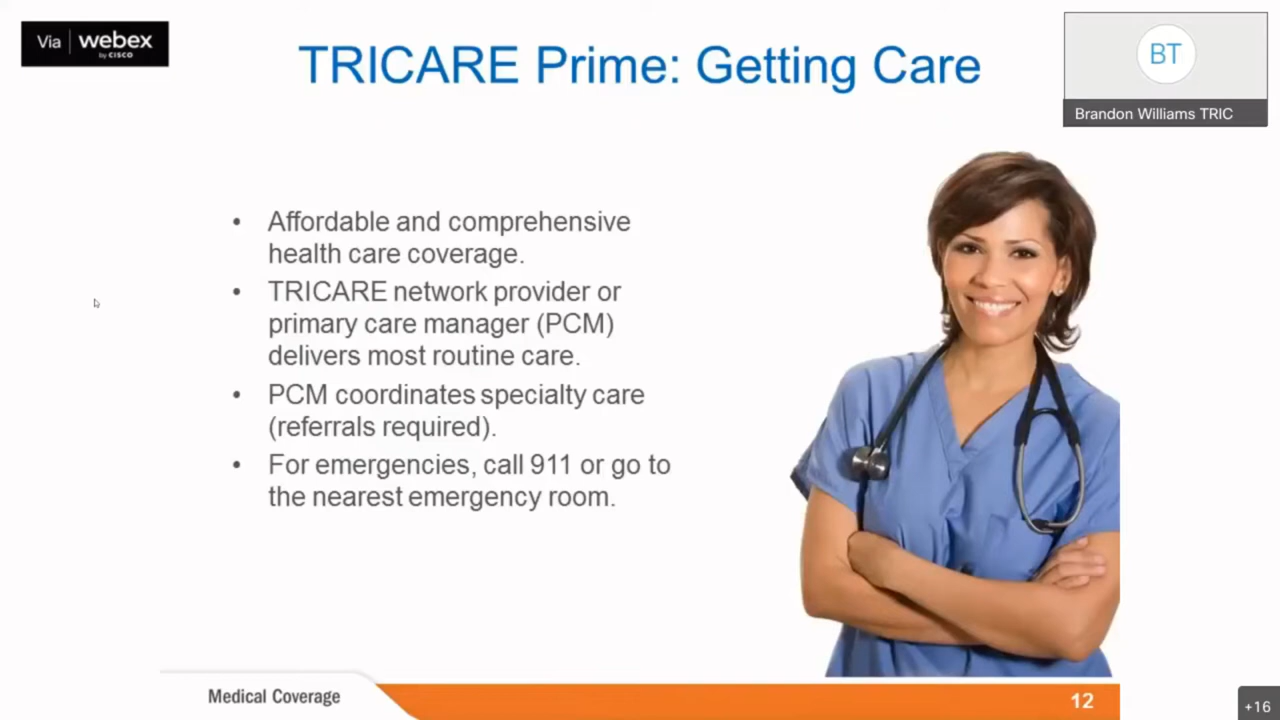 Via webex
by CISCO
TRICARE Prime: Getting Care
BT
Brandon Williams TRIC
• Affordable and comprehensive
health care coverage.
• TRICARE network provider or
primary care manager (PCM)
delivers most routine care.
• PCM coordinates specialty care
(referrals required).
• For emergencies, call 911 or go to
the nearest emergency room.
Medical Coverage
12
+16